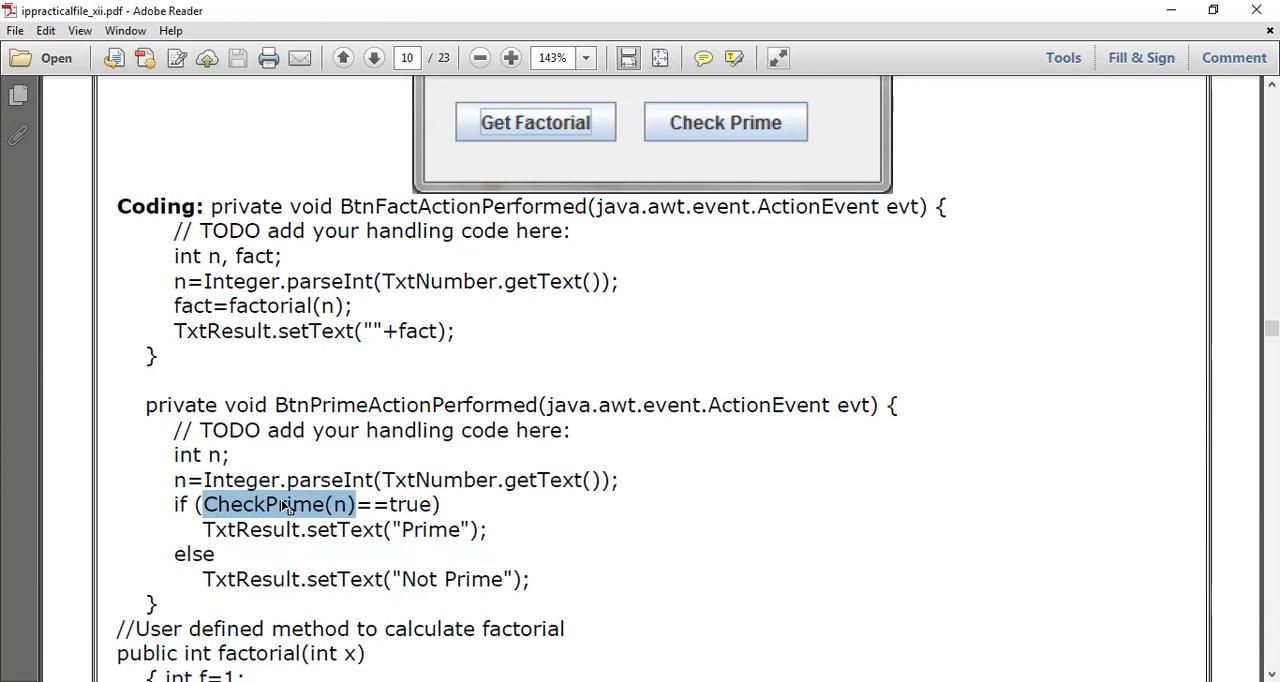 ippracticalfile_xii.pdf - Adobe Reader
File Edit View Window Help
Open 10 / 23 143% Tools Fill & Sign Comment
Get Factorial Check Prime
Coding: private void BtnFactActionPerformed(java.awt.event.ActionEvent evt) {
// TODO add your handling code here:
int n, fact;
n=Integer.parseInt(TxtNumber.getText());
fact=factorial(n);
TxtResult.setText(""+fact);
}
private void BtnPrimeActionPerformed(java.awt.event.ActionEvent evt) {
// TODO add your handling code here:
int n;
n=Integer.parseInt(TxtNumber.getText());
if (CheckPrime(n)==true)
TxtResult.setText("Prime");
else
TxtResult.setText("Not Prime");
}
//User defined method to calculate factorial
public int factorial(int x)
{ int f=1;